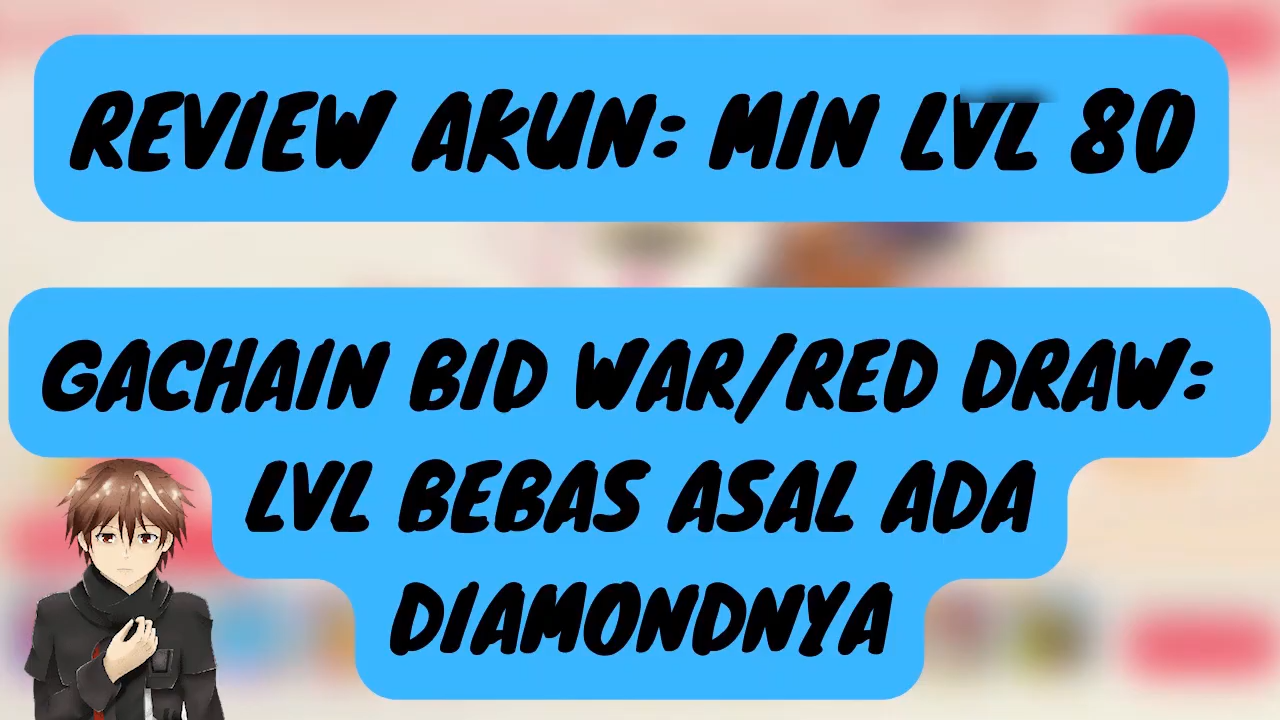 REVIEW AKUN: MIN LVL 80
GACHAIN BID WAR/RED DRAW:
LVL BEBAS ASAL ADA
DIAMONDNYA